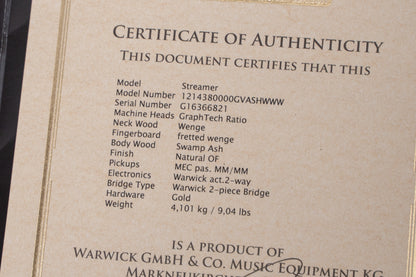 CERTIFICATE OF AUTHENTICITY
THIS DOCUMENT CERTIFIES THAT THIS
Model Streamer
Model Number 1214380000GVASHWWW
Serial Number G16366821
Machine Heads GraphTech Ratio
Neck Wood Wenge
Fingerboard fretted wenge
Body Wood Swamp Ash
Finish Natural OF
Pickups MEC pas. MM/MM
Electronics Warwick act.2-way
Bridge Type Warwick 2-piece Bridge
Hardware Gold
Weight 4,101 kg / 9,04 lbs
IS A PRODUCT OF
WARWICK GMBH & CO. MUSIC EQUIPMENT KG